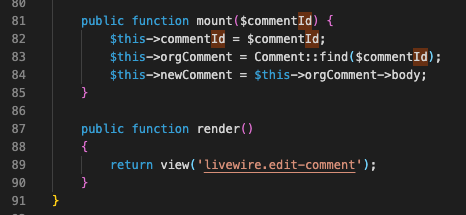 80
81 public function mount($commentId) {
82 $this->commentId = $commentId;
83 $this->orgComment = Comment::find($commentId);
84 $this->newComment = $this->orgComment->body;
85 }
86
87 public function render()
88 {
89 return view('livewire.edit-comment');
90 }
91 }